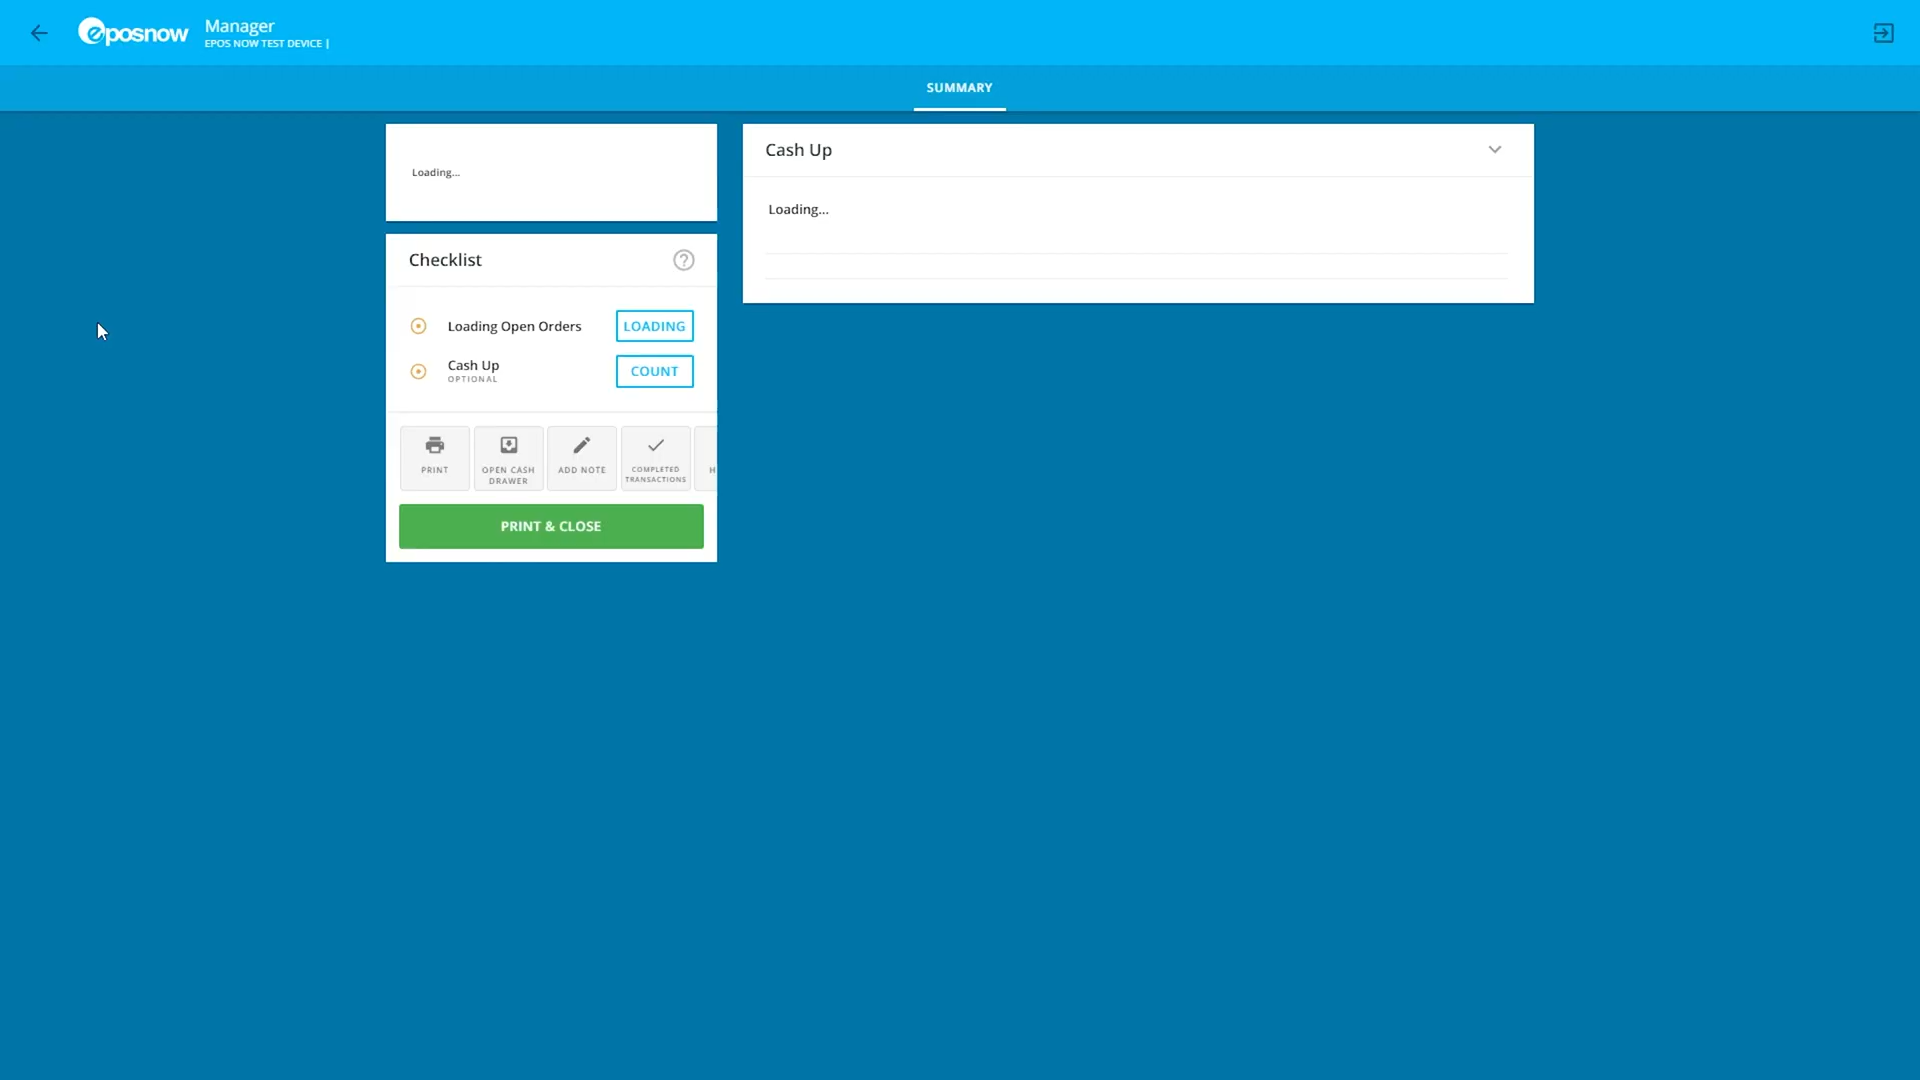 eposnow
Manager
EPOS NOW TEST DEVICE |
SUMMARY
Loading...
Checklist
Loading Open Orders
LOADING
Cash Up
OPTIONAL
COUNT
PRINT
OPEN CASH
DRAWER
ADD NOTE
COMPLETED
TRANSACTIONS
H
PRINT & CLOSE
Cash Up
Loading...